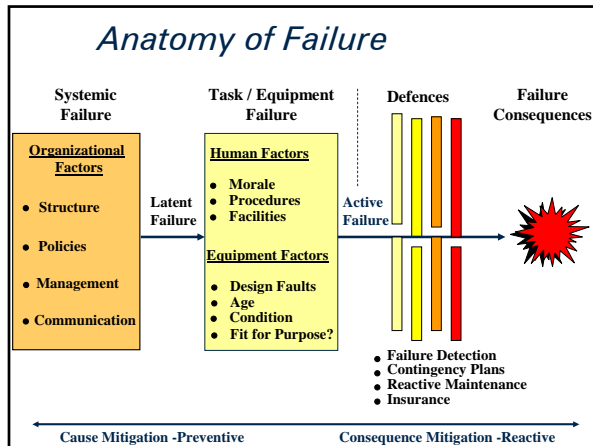 Anatomy of Failure
Systemic
Failure
Organizational
Factors
● Structure
● Policies
● Management
● Communication
Latent
Failure
Task / Equipment
Failure
Human Factors
● Morale
● Procedures
● Facilities
Equipment Factors
● Design Faults
● Age
● Condition
● Fit for Purpose?
Active
Failure
Defences
● Failure Detection
● Contingency Plans
● Reactive Maintenance
● Insurance
Failure
Consequences
Cause Mitigation -Preventive
Consequence Mitigation -Reactive